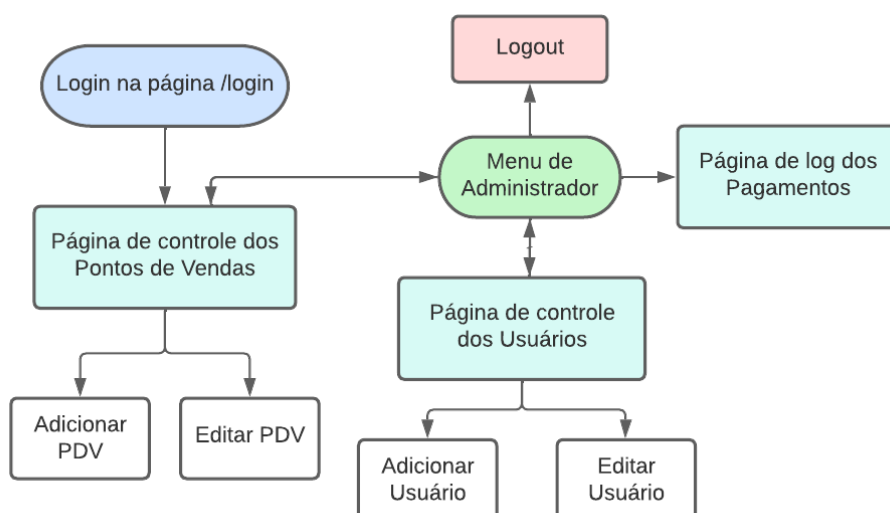 Logout
Login na página /login
Menu de
Administrador
Página de log dos
Pagamentos
Página de controle dos
Pontos de Vendas
Página de controle
dos Usuários
Adicionar
PDV
Editar PDV
Adicionar
Usuário
Editar
Usuário